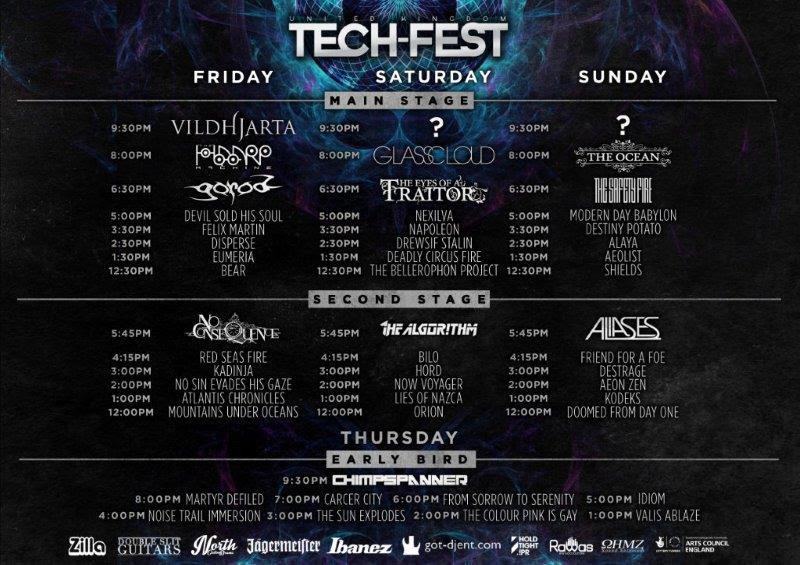 UNITED KINGDOM
TECH-FEST
FRIDAY SATURDAY SUNDAY
MAIN STAGE
9:30PM VILDHJARTA 9:30PM ? 9:30PM ?
8:00PM THE HAARP MACHINE 8:00PM GLASSCLOUD 8:00PM THE OCEAN
6:30PM GOROD 6:30PM THE EYES OF A TRAITOR 6:30PM THE SAFETY FIRE
5:00PM DEVIL SOLD HIS SOUL 5:00PM NEXILVA 5:00PM MODERN DAY BABYLON
3:30PM FELIX MARTIN 3:30PM NAPOLEON 3:30PM DESTINY POTATO
2:30PM DISPERSE 2:30PM DREWSIF STALIN 2:30PM ALAYA
1:30PM EUMERIA 1:30PM DEADLY CIRCUS FIRE 1:30PM AEOLIST
12:30PM BEAR 12:30PM THE BELLEROPHON PROJECT 12:30PM SHIELDS
SECOND STAGE
5:45PM NO CONSEQUENCE 5:45PM THE ALGOR!THM 5:45PM ALIASES
4:15PM RED SEAS FIRE 4:15PM BILO 4:15PM FRIEND FOR A FOE
3:00PM KADINJA 3:00PM HORD 3:00PM DESTRAGE
2:00PM NO SIN EVADES HIS GAZE 2:00PM NOW VOYAGER 2:00PM AEON ZEN
1:00PM ATLANTIS CHRONICLES 1:00PM LIES OF NAZCA 1:00PM KODEKS
12:00PM MOUNTAINS UNDER OCEANS 12:00PM ORION 12:00PM DOOMED FROM DAY ONE
THURSDAY
EARLY BIRD
9:30PM CHIMPSPANNER
8:00PM MARTYR DEFILED 7:00PM CARCER CITY 6:00PM FROM SORROW TO SERENITY 5:00PM IDIOM
4:00PM NOISE TRAIL IMMERSION 3:00PM THE SUN EXPLODES 2:00PM THE COLOUR PINK IS GAY 1:00PM VALIS ABLAZE
Zilla DOUBLE SLIT GUITARS North Jägermeister Ibanez got-djent.com HOLD TIGHT! PR RaWas OHMZ ARTS COUNCIL ENGLAND